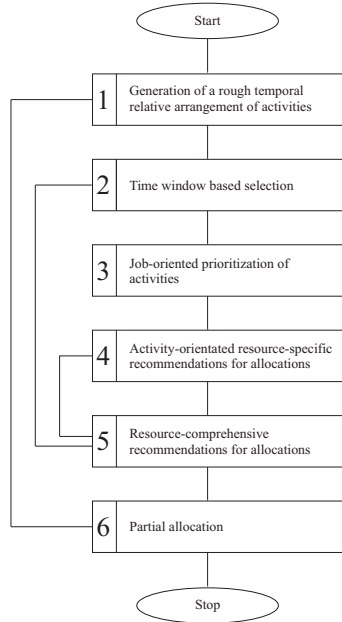 Start
1
Generation of a rough temporal
relative arrangement of activities
2
Time window based selection
3
Job-oriented prioritization of
activities
4
Activity-orientated resource-specific
recommendations for allocations
5
Resource-comprehensive
recommendations for allocations
6
Partial allocation
Stop